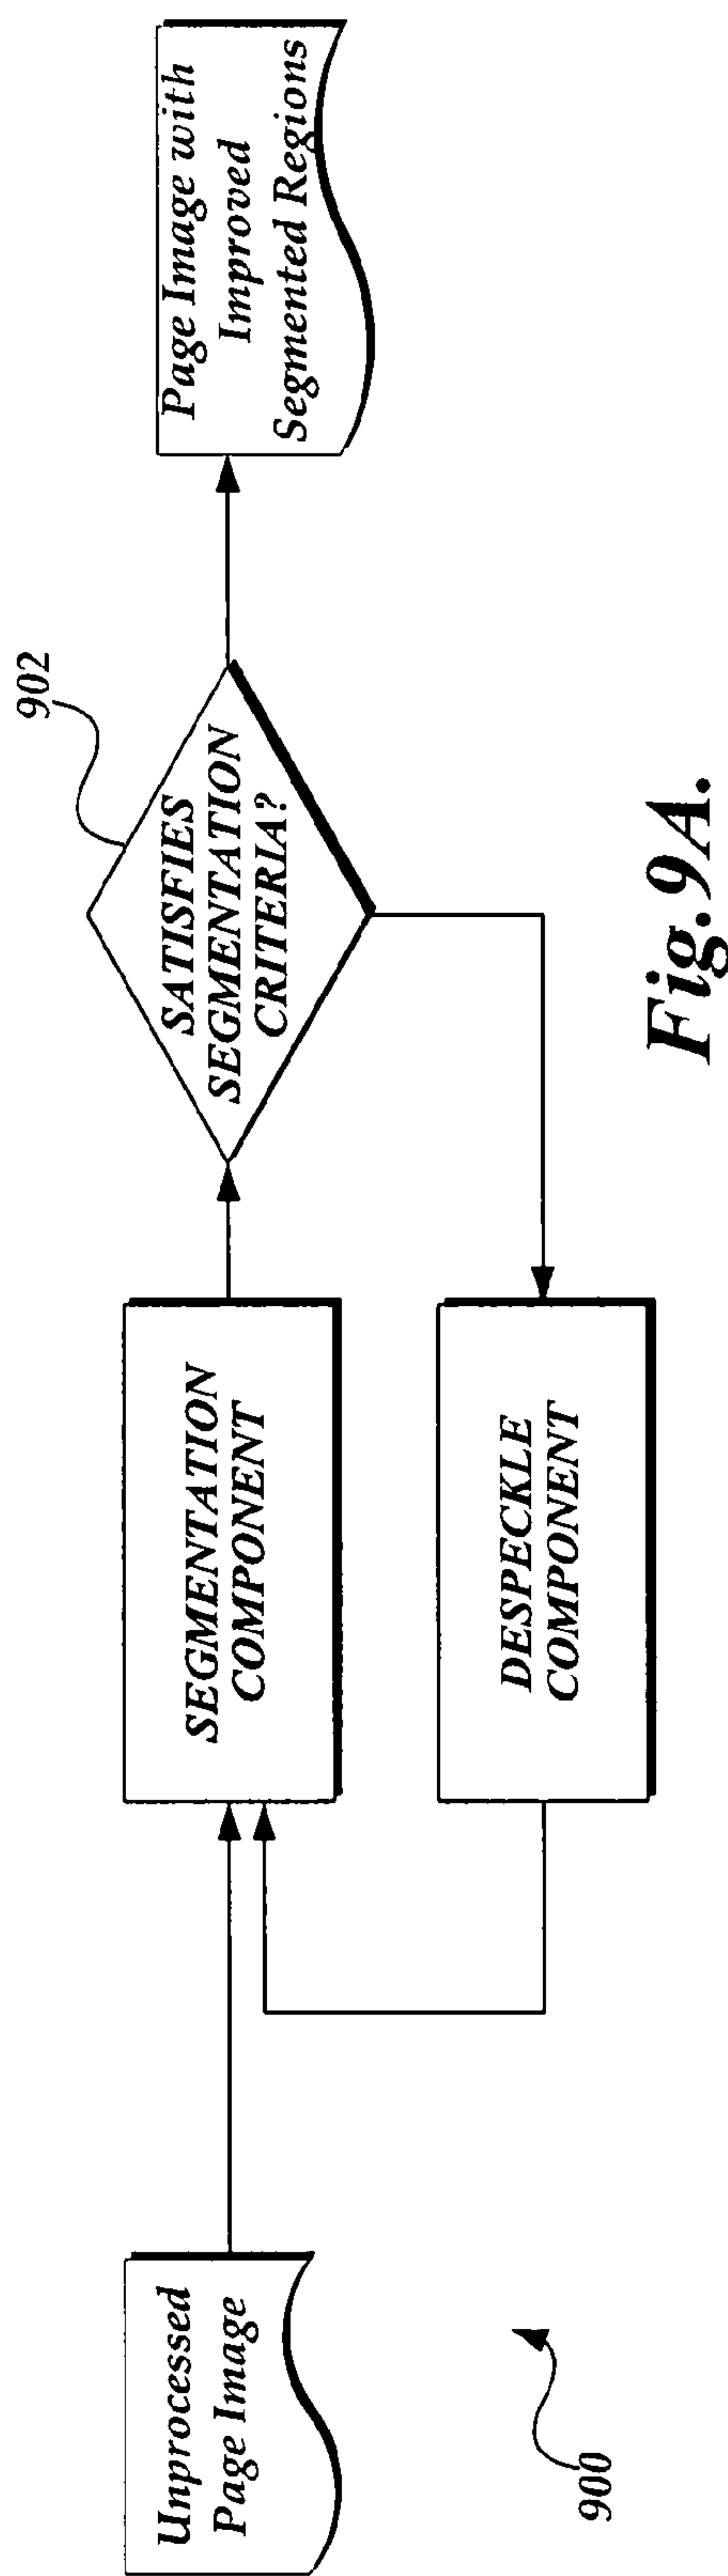 Unprocessed
Page Image
SEGMENTATION
COMPONENT
DESPECKLE
COMPONENT
902
SATISFIES
SEGMENTATION
CRITERIA?
Page Image with
Improved
Segmented Regions
900
Fig.9A.